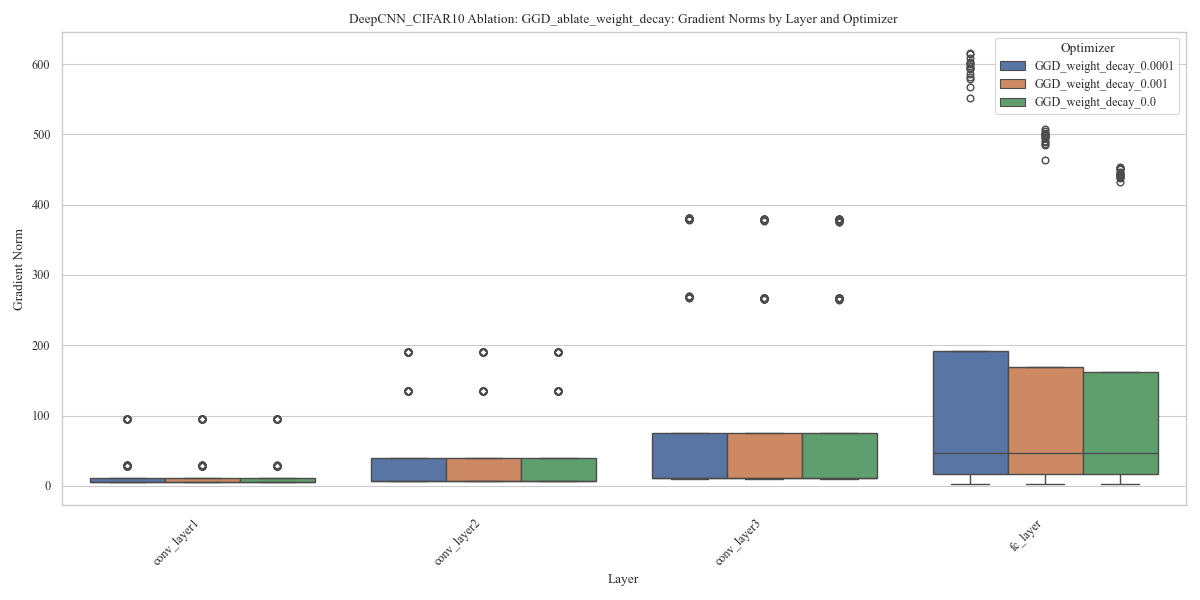 DeepCNN_CIFAR10 Ablation: GGD_ablate_weight_decay: Gradient Norms by Layer and Optimizer
Optimizer
GGD_weight_decay_0.0001
GGD_weight_decay_0.001
GGD_weight_decay_0.0
600
500
400
300
200
100
0
Gradient Norm
conv_layer1
conv_layer2
conv_layer3
fc_layer
Layer